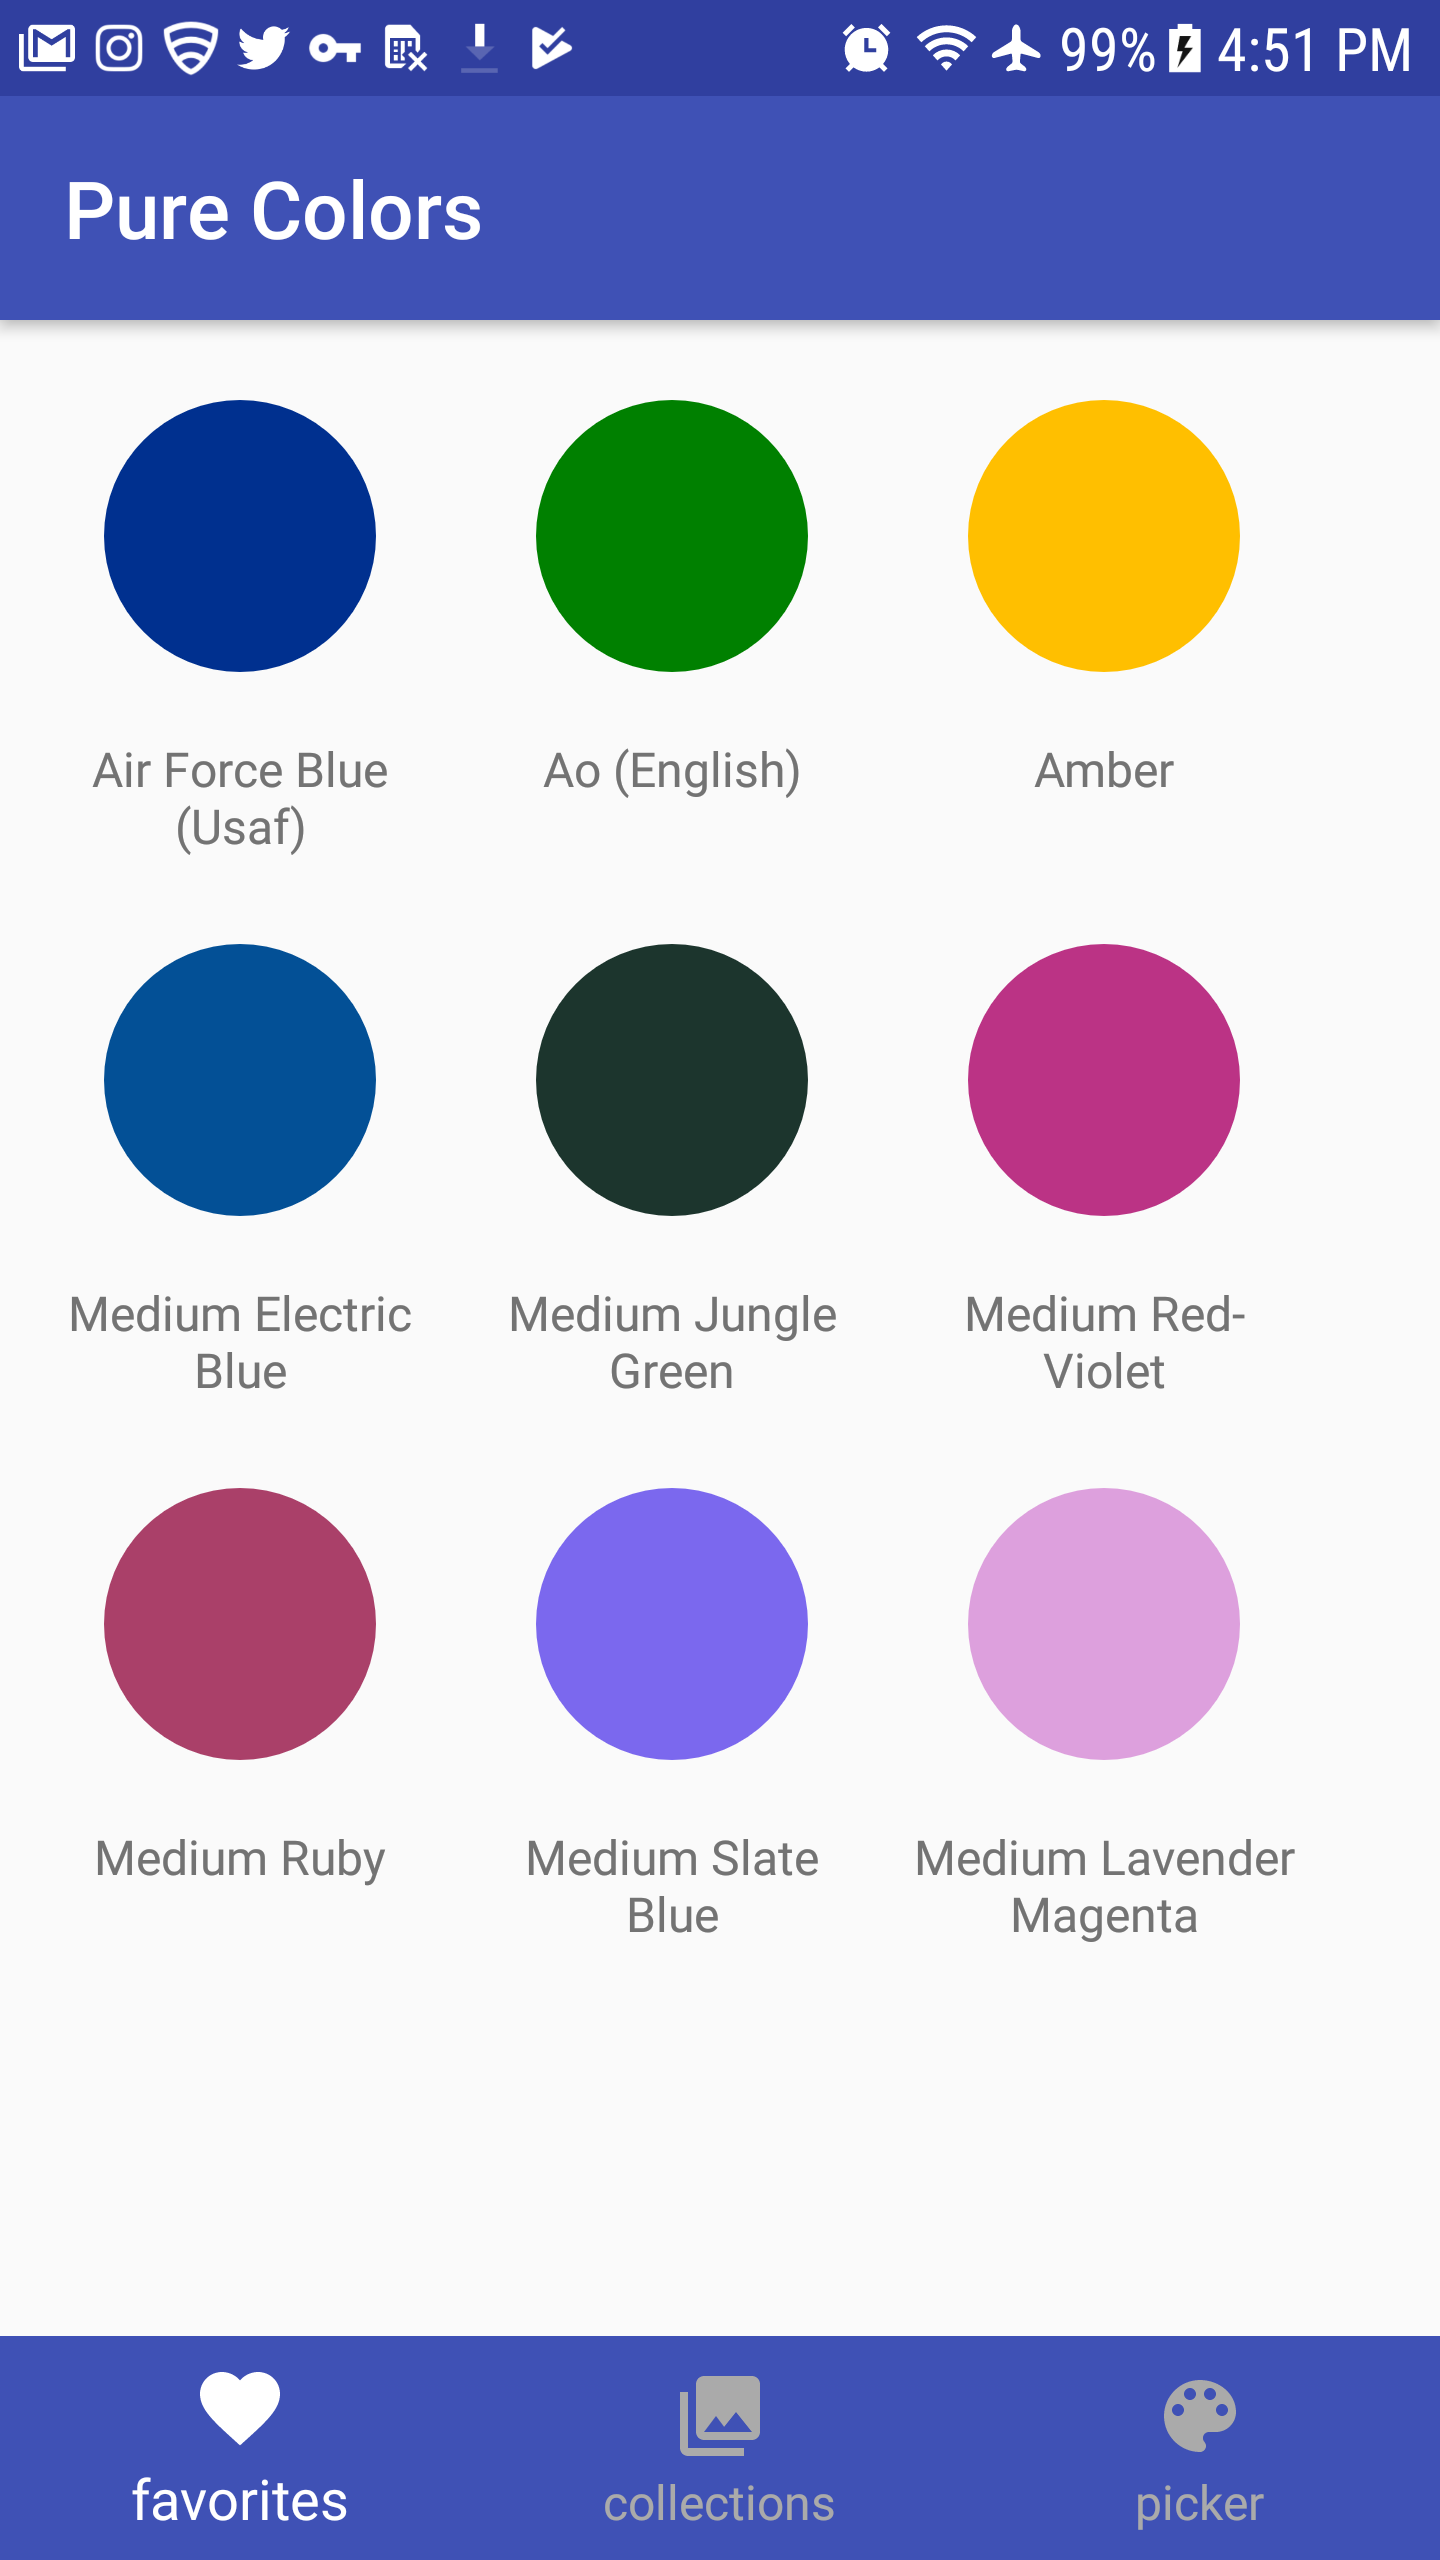 99% 4:51 PM
Pure Colors
Air Force Blue
(Usaf)
Ao (English)
Amber
Medium Electric
Blue
Medium Jungle
Green
Medium Red-
Violet
Medium Ruby
Medium Slate
Blue
Medium Lavender
Magenta
favorites
collections
picker